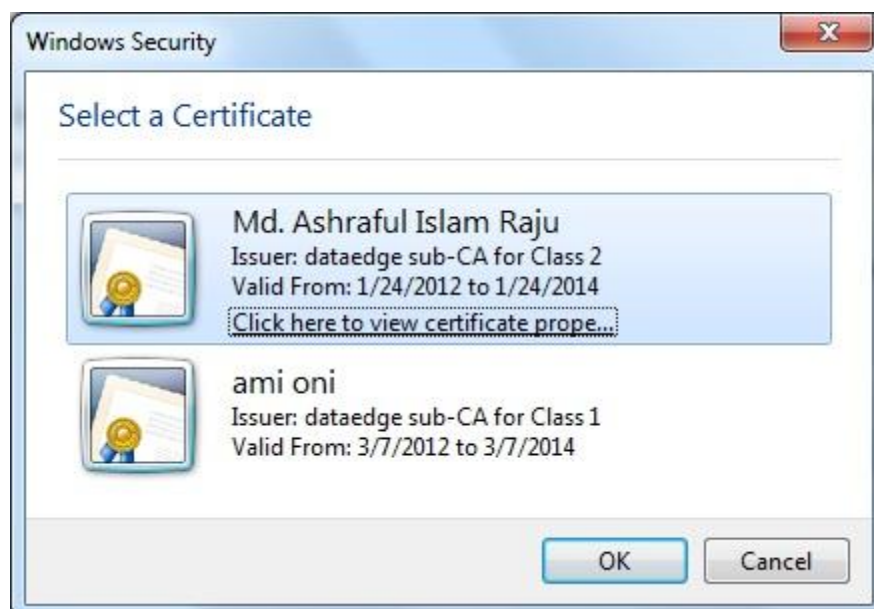 Windows Security
Select a Certificate
Md. Ashraful Islam Raju
Issuer: dataedge sub-CA for Class 2
Valid From: 1/24/2012 to 1/24/2014
Click here to view certificate prope...
ami oni
Issuer: dataedge sub-CA for Class 1
Valid From: 3/7/2012 to 3/7/2014
OK Cancel